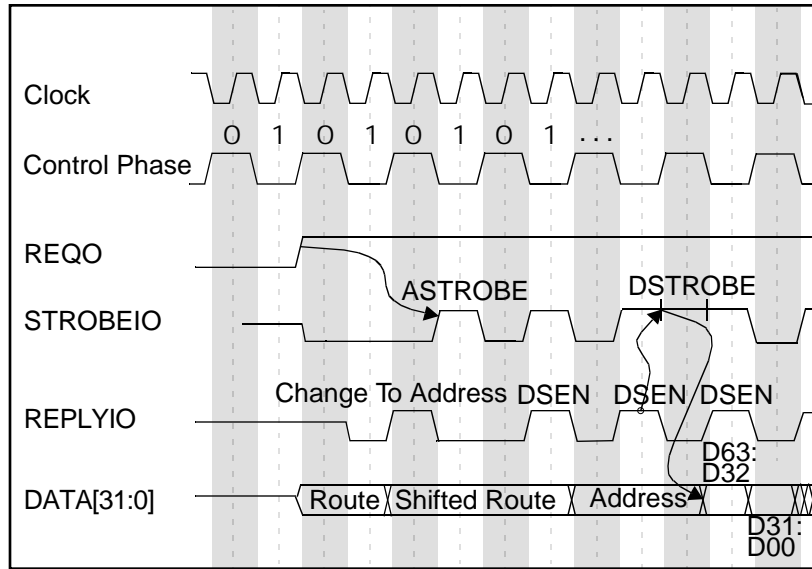 Clock
0 1 0 1 0 1 0 1 ...
Control Phase
REQO
ASTROBE DSTROBE
STROBEIO
Change To Address DSEN DSEN DSEN
REPLYIO
D63:
D32
DATA[31:0] Route Shifted Route Address
D31:
D00